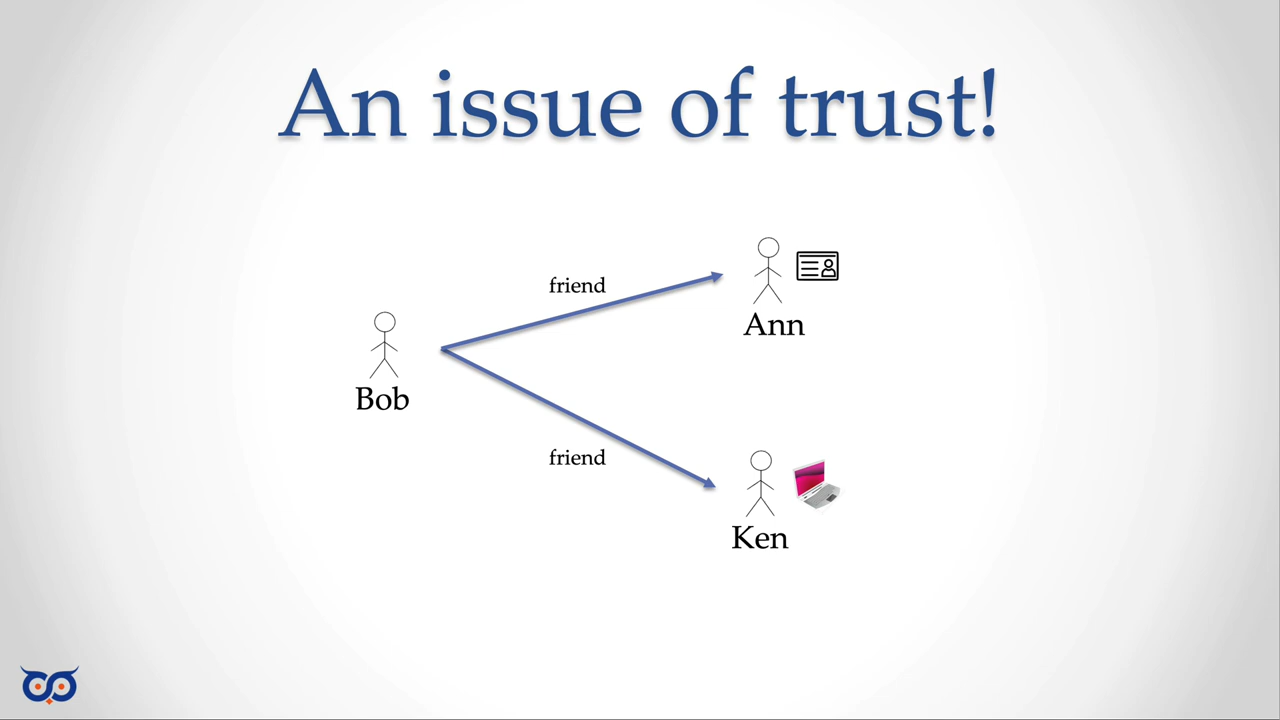 An issue of trust!
friend
Ann
Bob
friend
Ken